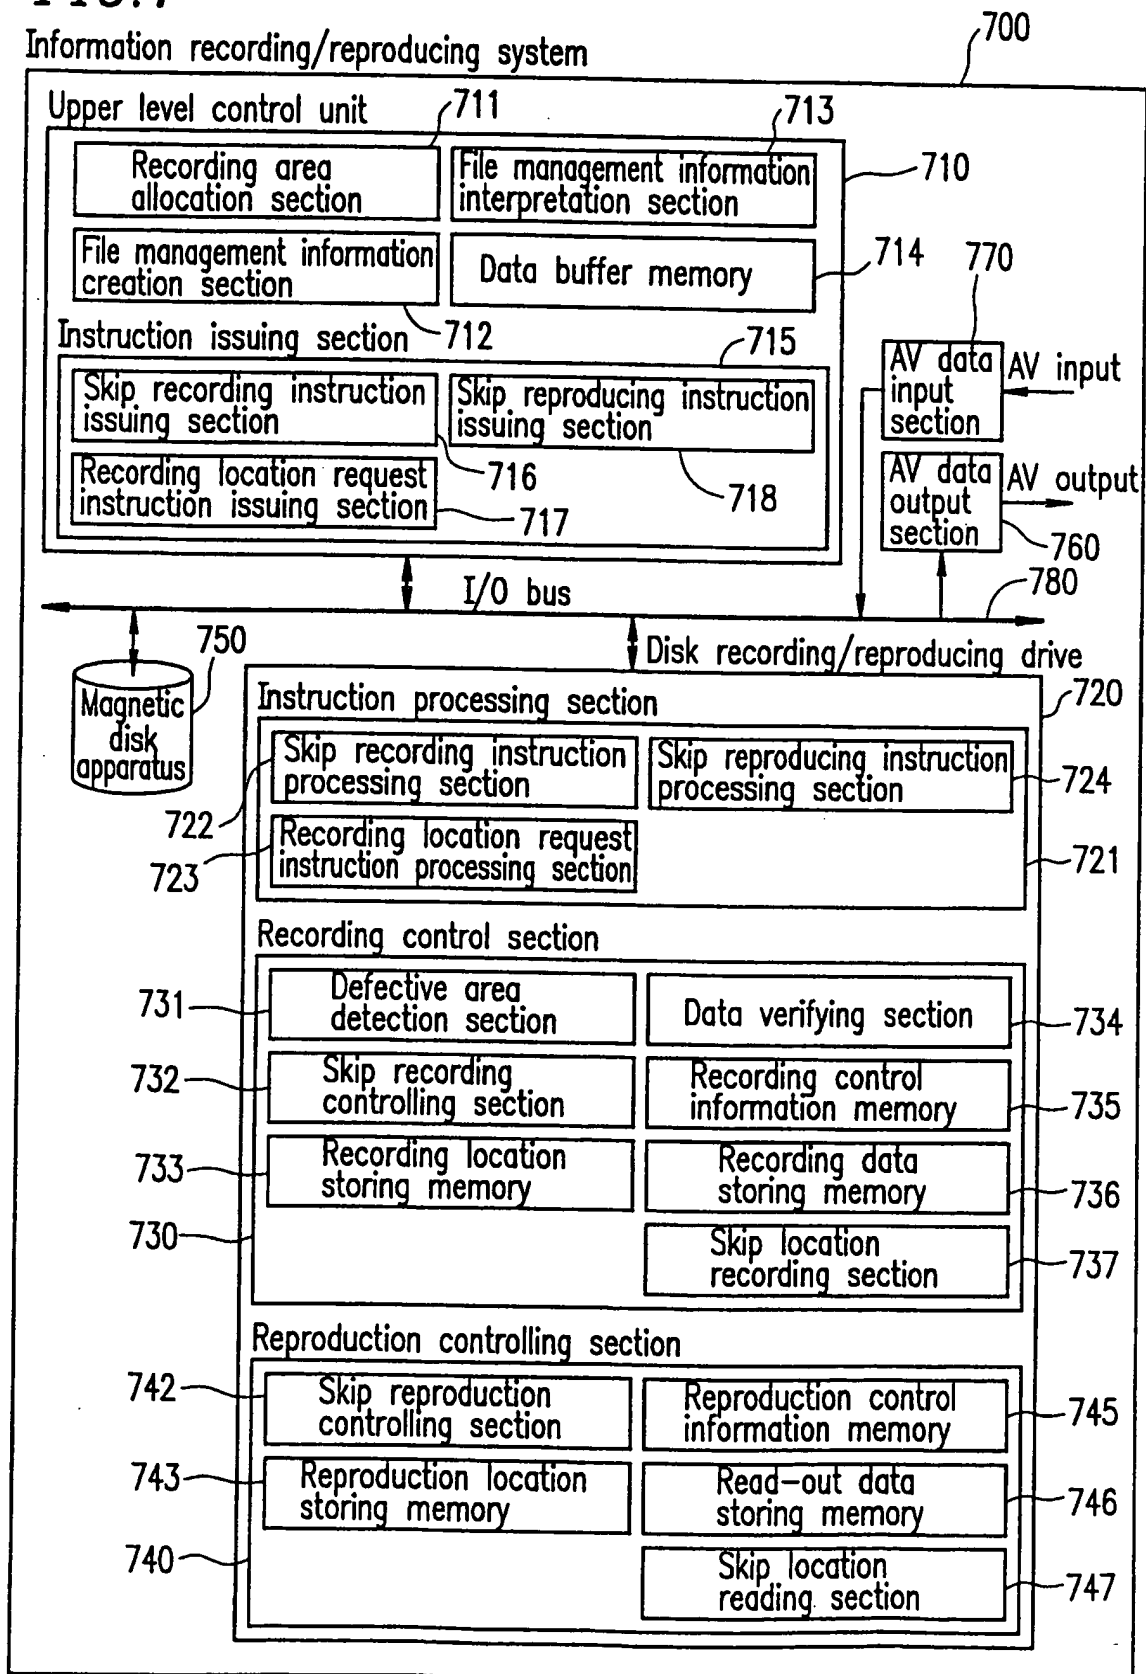 FIG.7
Information recording/reproducing system
700
Upper level control unit
711
713
Recording area
allocation section
File management information
interpretation section
710
File management information
creation section
Data buffer memory
714
770
712
Instruction issuing section
715
AV data
input
section
AV input
Skip recording instruction
issuing section
Skip reproducing instruction
issuing section
716
718
Recording location request
instruction issuing section
717
AV data
output
section
AV output
760
I/O bus
780
750
Disk recording/reproducing drive
Magnetic
disk
apparatus
720
Instruction processing section
Skip recording instruction
processing section
Skip reproducing instruction
processing section
724
722
Recording location request
instruction processing section
723
721
Recording control section
731
Defective area
detection section
Data verifying section
734
732
Skip recording
controlling section
Recording control
information memory
735
733
Recording location
storing memory
Recording data
storing memory
736
730
Skip location
recording section
737
Reproduction controlling section
742
Skip reproduction
controlling section
Reproduction control
information memory
745
743
Reproduction location
storing memory
Read-out data
storing memory
746
740
Skip location
reading section
747